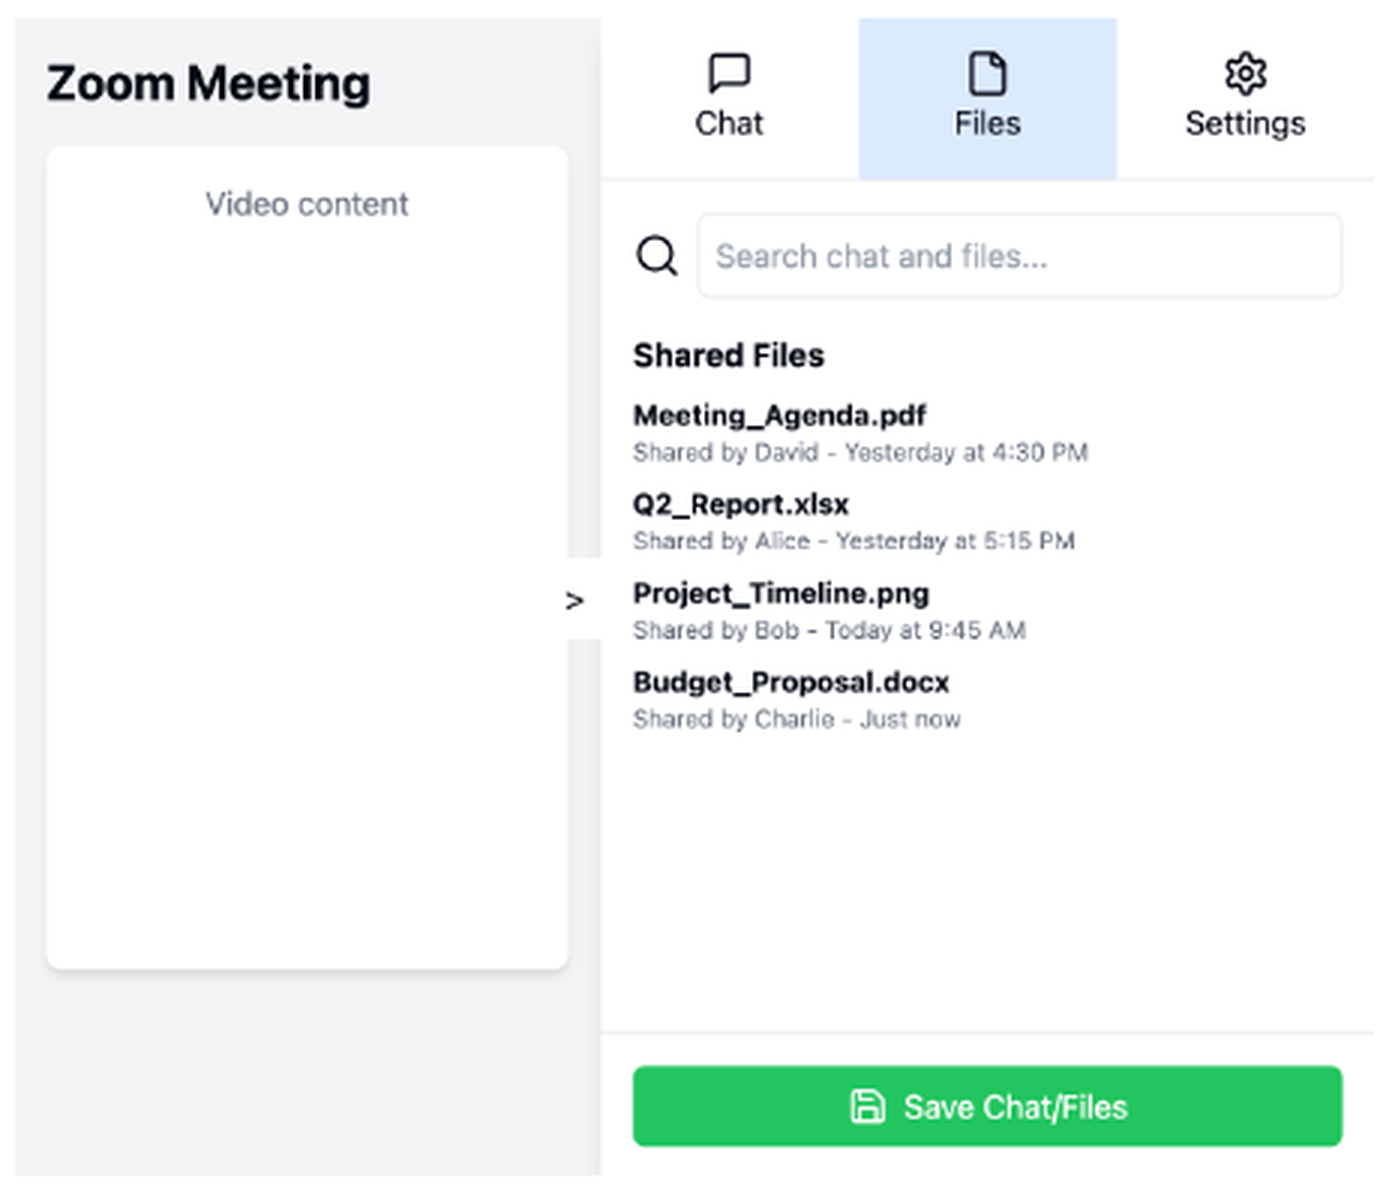 Zoom Meeting
Video content
>
Chat
Files
Settings
Search chat and files...
Shared Files
Meeting_Agenda.pdf
Shared by David - Yesterday at 4:30 PM
Q2_Report.xlsx
Shared by Alice - Yesterday at 5:15 PM
Project_Timeline.png
Shared by Bob - Today at 9:45 AM
Budget_Proposal.docx
Shared by Charlie - Just now
Save Chat/Files